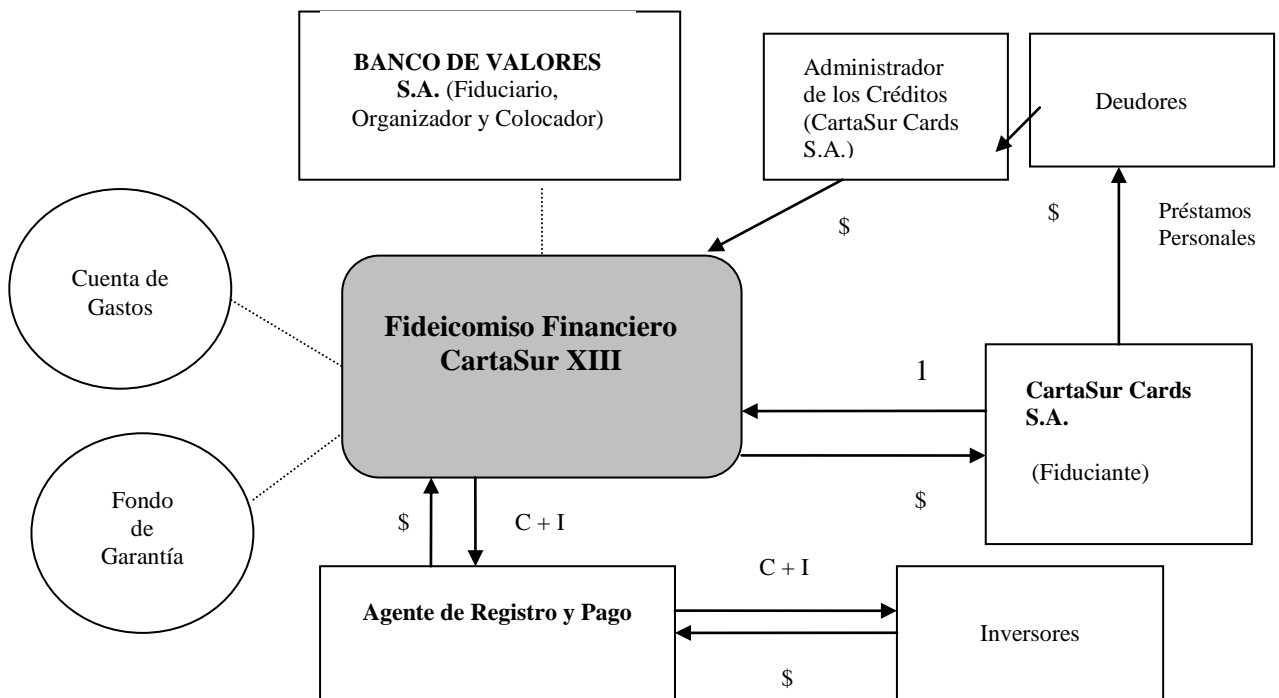 BANCO DE VALORES
S.A. (Fiduciario,
Organizador y Colocador)
Administrador
de los Créditos
(CartaSur Cards
S.A.)
Deudores
$
$
Préstamos
Personales
Cuenta de
Gastos
Fideicomiso Financiero
CartaSur XIII
1
CartaSur Cards
S.A.
(Fiduciante)
$
Fondo
de
Garantía
$
C + I
C + I
Agente de Registro y Pago
Inversores
$